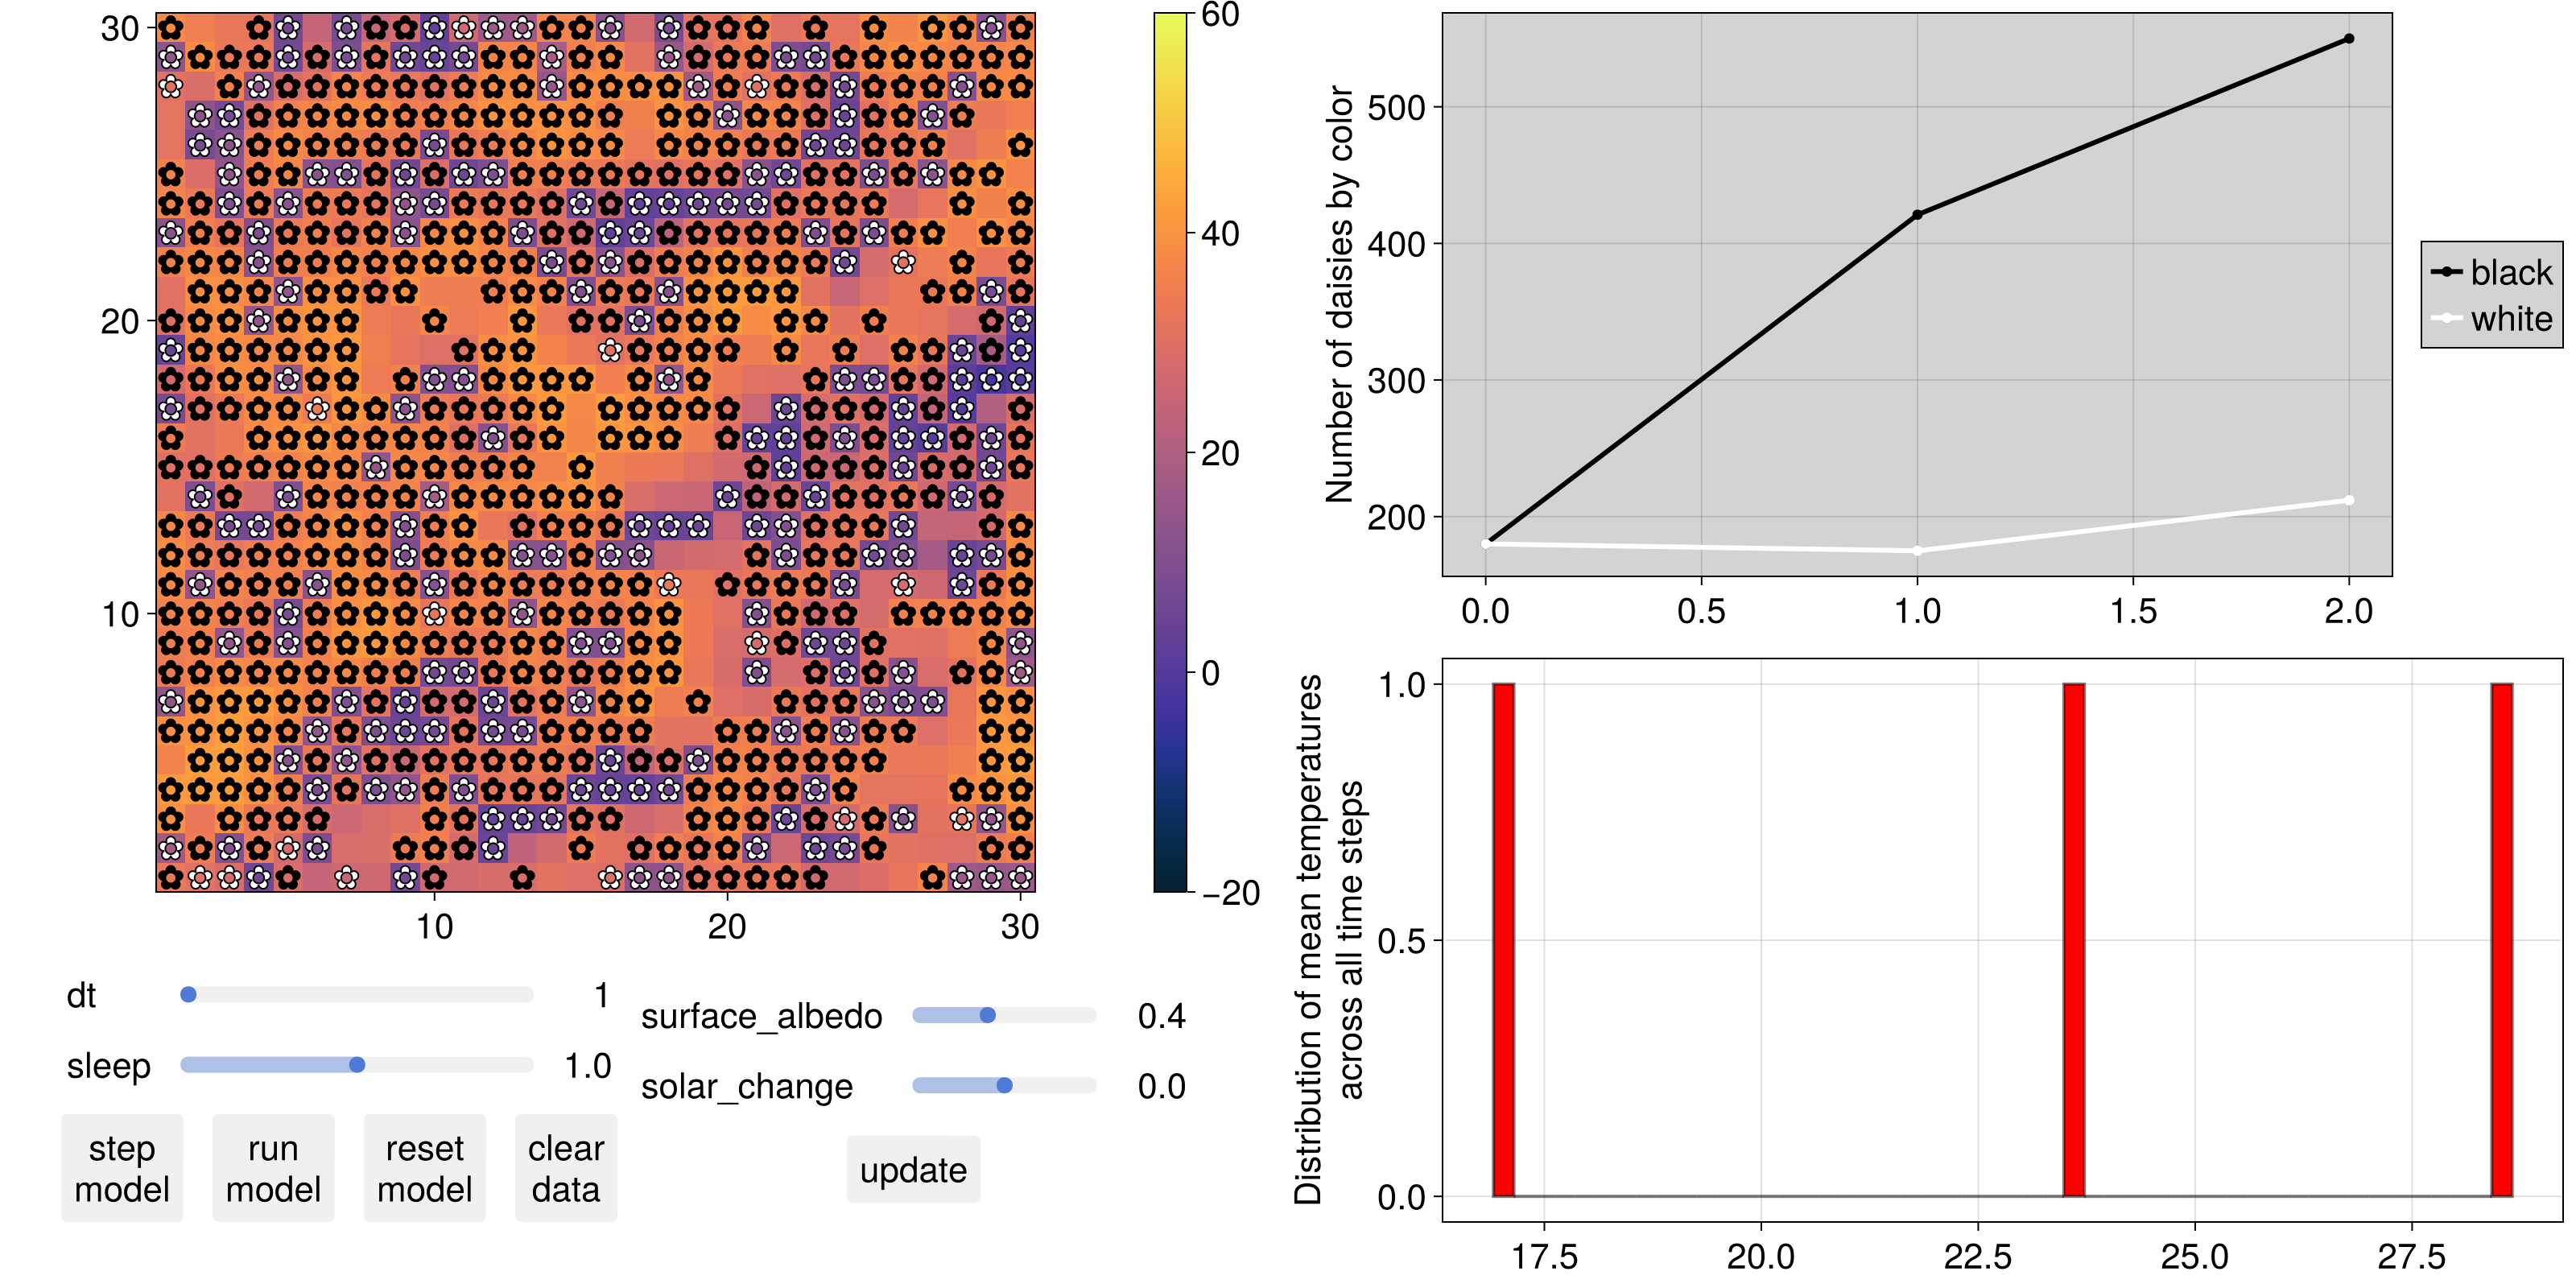 30
20
10
10
20
30
60
40
20
0
−20
Number of daisies by color
500
400
300
200
0.0
0.5
1.0
1.5
2.0
black
white
Distribution of mean temperatures
across all time steps
1.0
0.5
0.0
17.5
20.0
22.5
25.0
27.5
dt
1
sleep
1.0
surface_albedo
0.4
solar_change
0.0
step
model
run
model
reset
model
clear
data
update